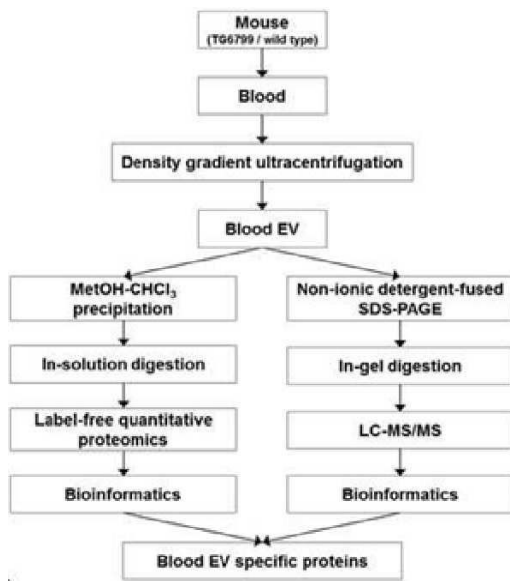 Mouse
(TG6799 / wild type)
Blood
Density gradient ultracentrifugation
Blood EV
MetOH-CHCl₃
precipitation
In-solution digestion
Label-free quantitative
proteomics
Bioinformatics
Non-ionic detergent-fused
SDS-PAGE
In-gel digestion
LC-MS/MS
Bioinformatics
Blood EV specific proteins